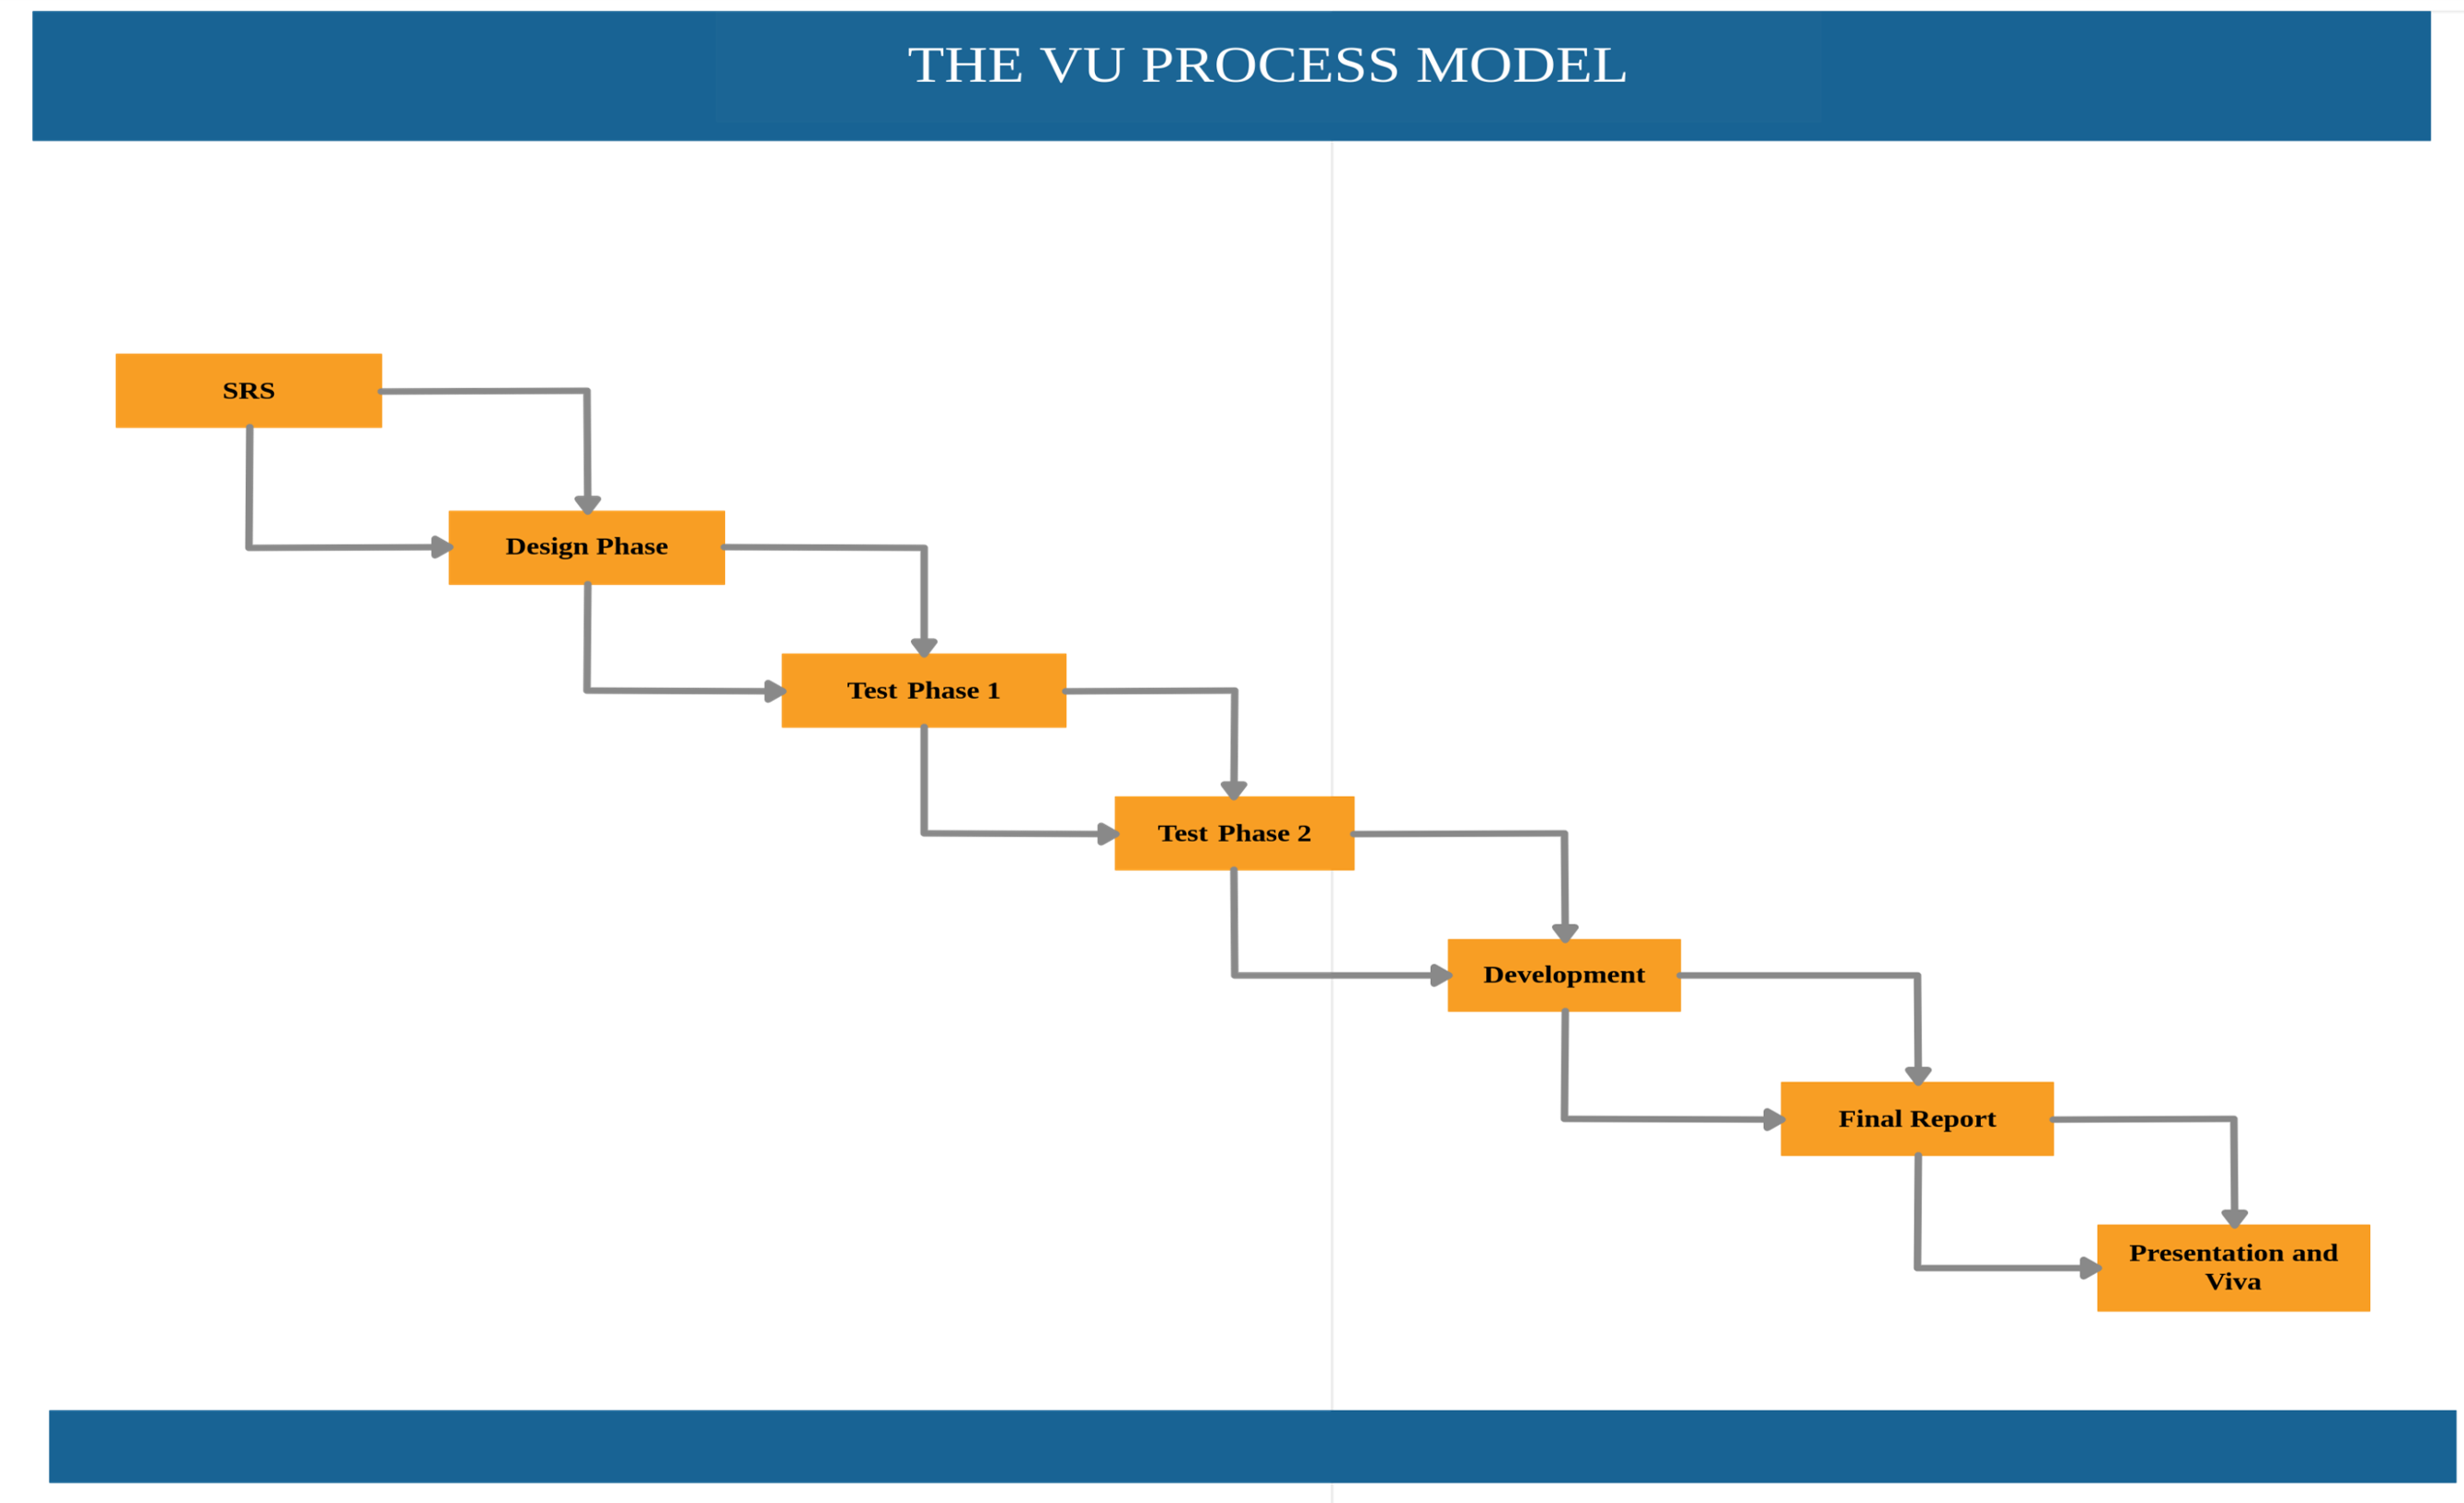 THE VU PROCESS MODEL
SRS
Design Phase
Test Phase 1
Test Phase 2
Development
Final Report
Presentation and
Viva